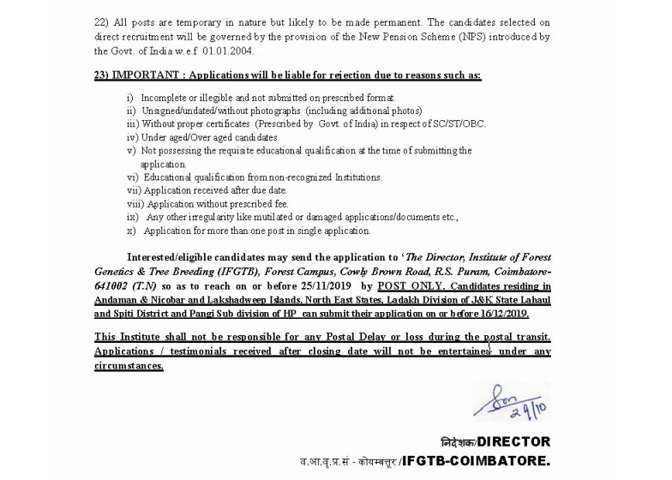 22) All posts are temporary in nature but likely to be made permanent. The candidates selected on
direct recruitment will be governed by the provision of the New Pension Scheme (NPS) introduced by
the Govt. of India w.e.f 01.01.2004.
23) IMPORTANT : Applications will be liable for rejection due to reasons such as:
i) Incomplete or illegible and not submitted on prescribed format.
ii) Unsigned/undated/without photographs (including additional photos)
iii) Without proper certificates (Prescribed by Govt. of India) in respect of SC/ST/OBC.
iv) Under aged/Over aged candidates.
v) Not possessing the requisite educational qualification at the time of submitting the
application.
vi) Educational qualification from non-recognized Institutions.
vii) Application received after due date.
viii) Application without prescribed fee.
ix) Any other irregularity like mutilated or damaged applications/documents etc.,
x) Application for more than one post in single application.
Interested/eligible candidates may send the application to ‘The Director, Institute of Forest
Genetics & Tree Breeding (IFGTB), Forest Campus, Cowly Brown Road, R.S. Puram, Coimbatore-
641002 (T.N) so as to reach on or before 25/11/2019 by POST ONLY. Candidates residing in
Andaman & Nicobar and Lakshadweep Islands, North East States, Ladakh Division of J&K State Lahaul
and Spiti District and Pangi Sub division of HP can submit their application on or before 16/12/2019.
This Institute shall not be responsible for any Postal Delay or loss during the postal transit.
Applications / testimonials received after closing date will not be entertained under any
circumstances.
29/10
निदेशक/DIRECTOR
व.आ.वृ.प्र.सं - कोयम्बत्तूर /IFGTB-COIMBATORE.